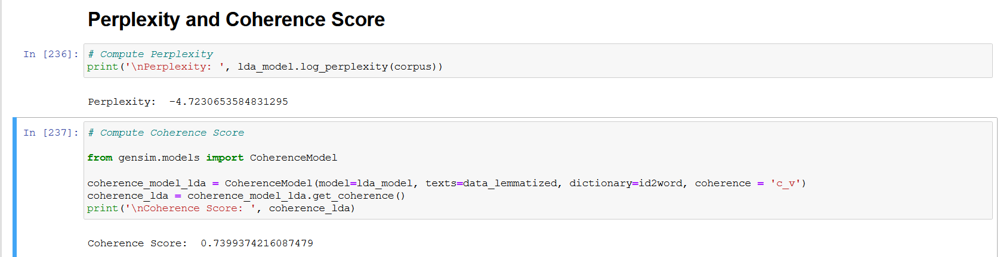 Perplexity and Coherence Score
In [236]: # Compute Perplexity
print('\nPerplexity: ', lda_model.log_perplexity(corpus))
Perplexity:  -4.7230653584831295
In [237]: # Compute Coherence Score
from gensim.models import CoherenceModel
coherence_model_lda = CoherenceModel(model=lda_model, texts=data_lemmatized, dictionary=id2word, coherence = 'c_v')
coherence_lda = coherence_model_lda.get_coherence()
print('\nCoherence Score: ', coherence_lda)
Coherence Score:  0.7399374216087479